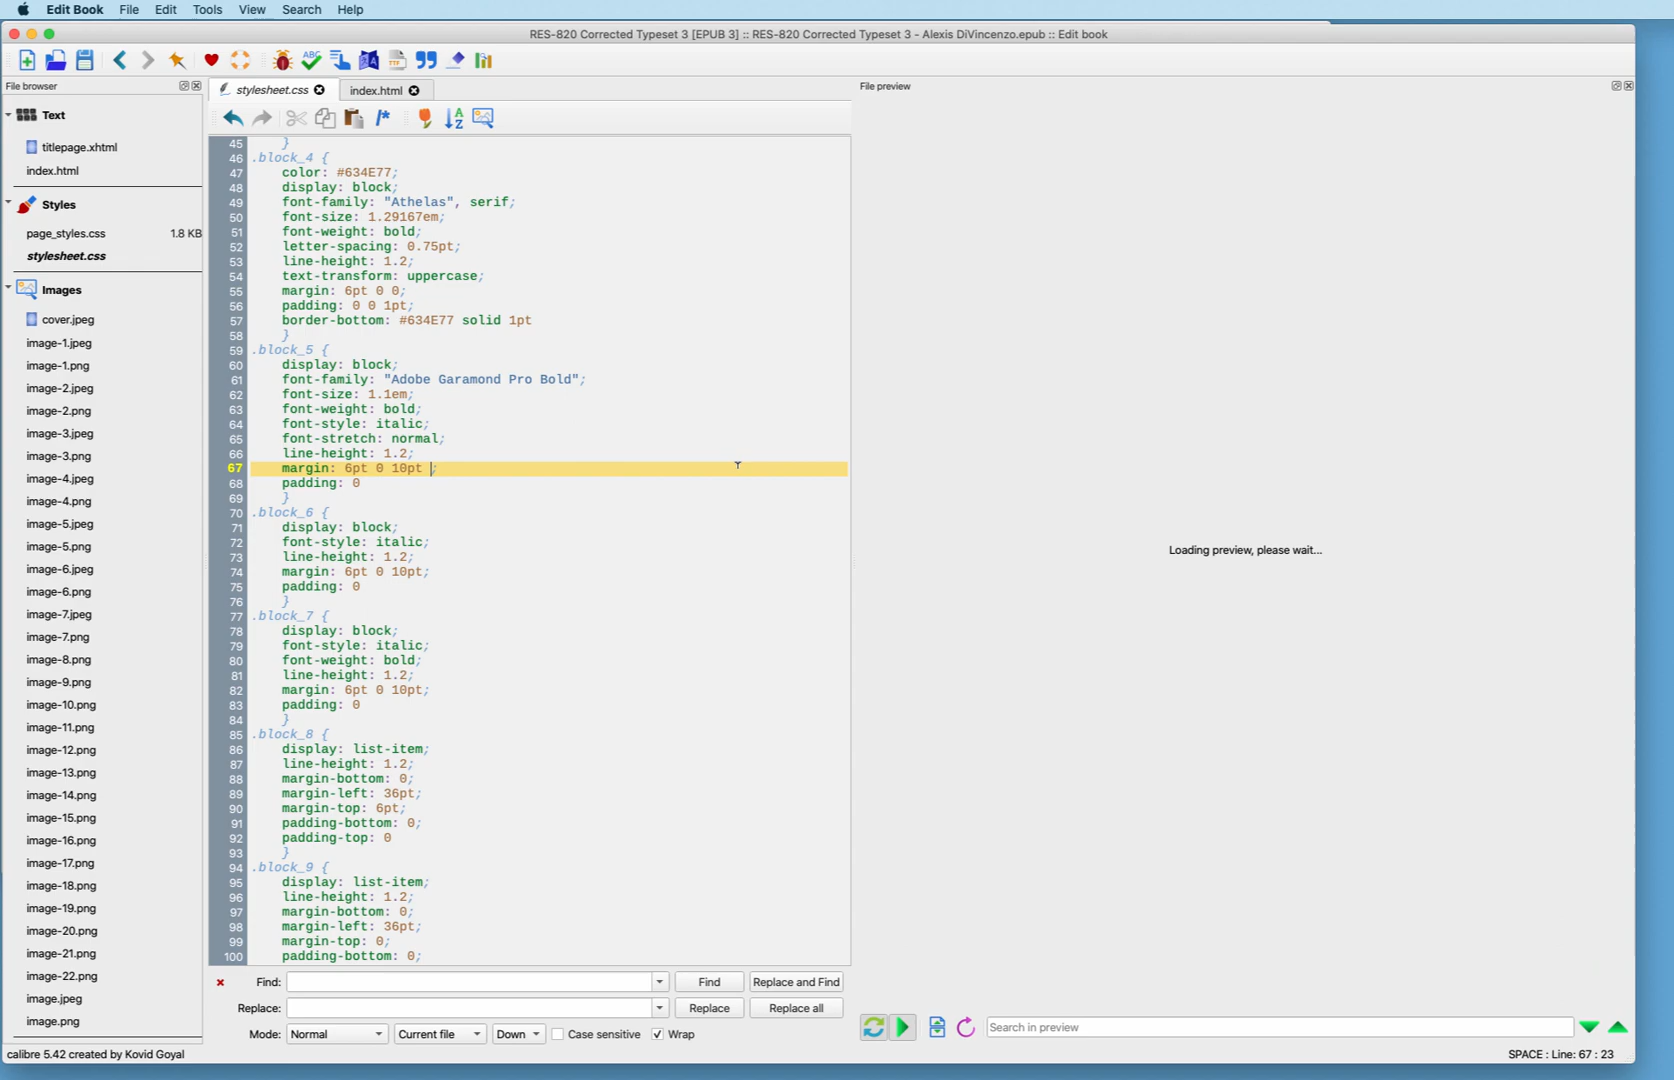 Edit Book File Edit Tools View Search Help
RES-820 Corrected Typeset 3 [EPUB 3] :: RES-820 Corrected Typeset 3 - Alexis DiVincenzo.epub :: Edit book
File browser
stylesheet.css index.html
File preview
Text
titlepage.xhtml
index.html
Styles
page_styles.css 1.8 KB
stylesheet.css
Images
cover.jpeg
image-1.jpeg
image-1.png
image-2.jpeg
image-2.png
image-3.jpeg
image-3.png
image-4.jpeg
image-4.png
image-5.jpeg
image-5.png
image-6.jpeg
image-6.png
image-7.jpeg
image-7.png
image-8.png
image-9.png
image-10.png
image-11.png
image-12.png
image-13.png
image-14.png
image-15.png
image-16.png
image-17.png
image-18.png
image-19.png
image-20.png
image-21.png
image-22.png
image.jpeg
image.png
45 }
46 .block_4 {
47 color: #634E77;
48 display: block;
49 font-family: "Athelas", serif;
50 font-size: 1.29167em;
51 font-weight: bold;
52 letter-spacing: 0.75pt;
53 line-height: 1.2;
54 text-transform: uppercase;
55 margin: 6pt 0 0;
56 padding: 0 0 1pt;
57 border-bottom: #634E77 solid 1pt
58 }
59 .block_5 {
60 display: block;
61 font-family: "Adobe Garamond Pro Bold";
62 font-size: 1.1em;
63 font-weight: bold;
64 font-style: italic;
65 font-stretch: normal;
66 line-height: 1.2;
67 margin: 6pt 0 10pt ;
68 padding: 0
69 }
70 .block_6 {
71 display: block;
72 font-style: italic;
73 line-height: 1.2;
74 margin: 6pt 0 10pt;
75 padding: 0
76 }
77 .block_7 {
78 display: block;
79 font-style: italic;
80 font-weight: bold;
81 line-height: 1.2;
82 margin: 6pt 0 10pt;
83 padding: 0
84 }
85 .block_8 {
86 display: list-item;
87 line-height: 1.2;
88 margin-bottom: 0;
89 margin-left: 36pt;
90 margin-top: 6pt;
91 padding-bottom: 0;
92 padding-top: 0
93 }
94 .block_9 {
95 display: list-item;
96 line-height: 1.2;
97 margin-bottom: 0;
98 margin-left: 36pt;
99 margin-top: 0;
100 padding-bottom: 0;
Loading preview, please wait...
Find: Find Replace and Find
Replace: Replace Replace all
Mode: Normal Current file Down Case sensitive Wrap
Search in preview
calibre 5.42 created by Kovid Goyal
SPACE : Line: 67 : 23